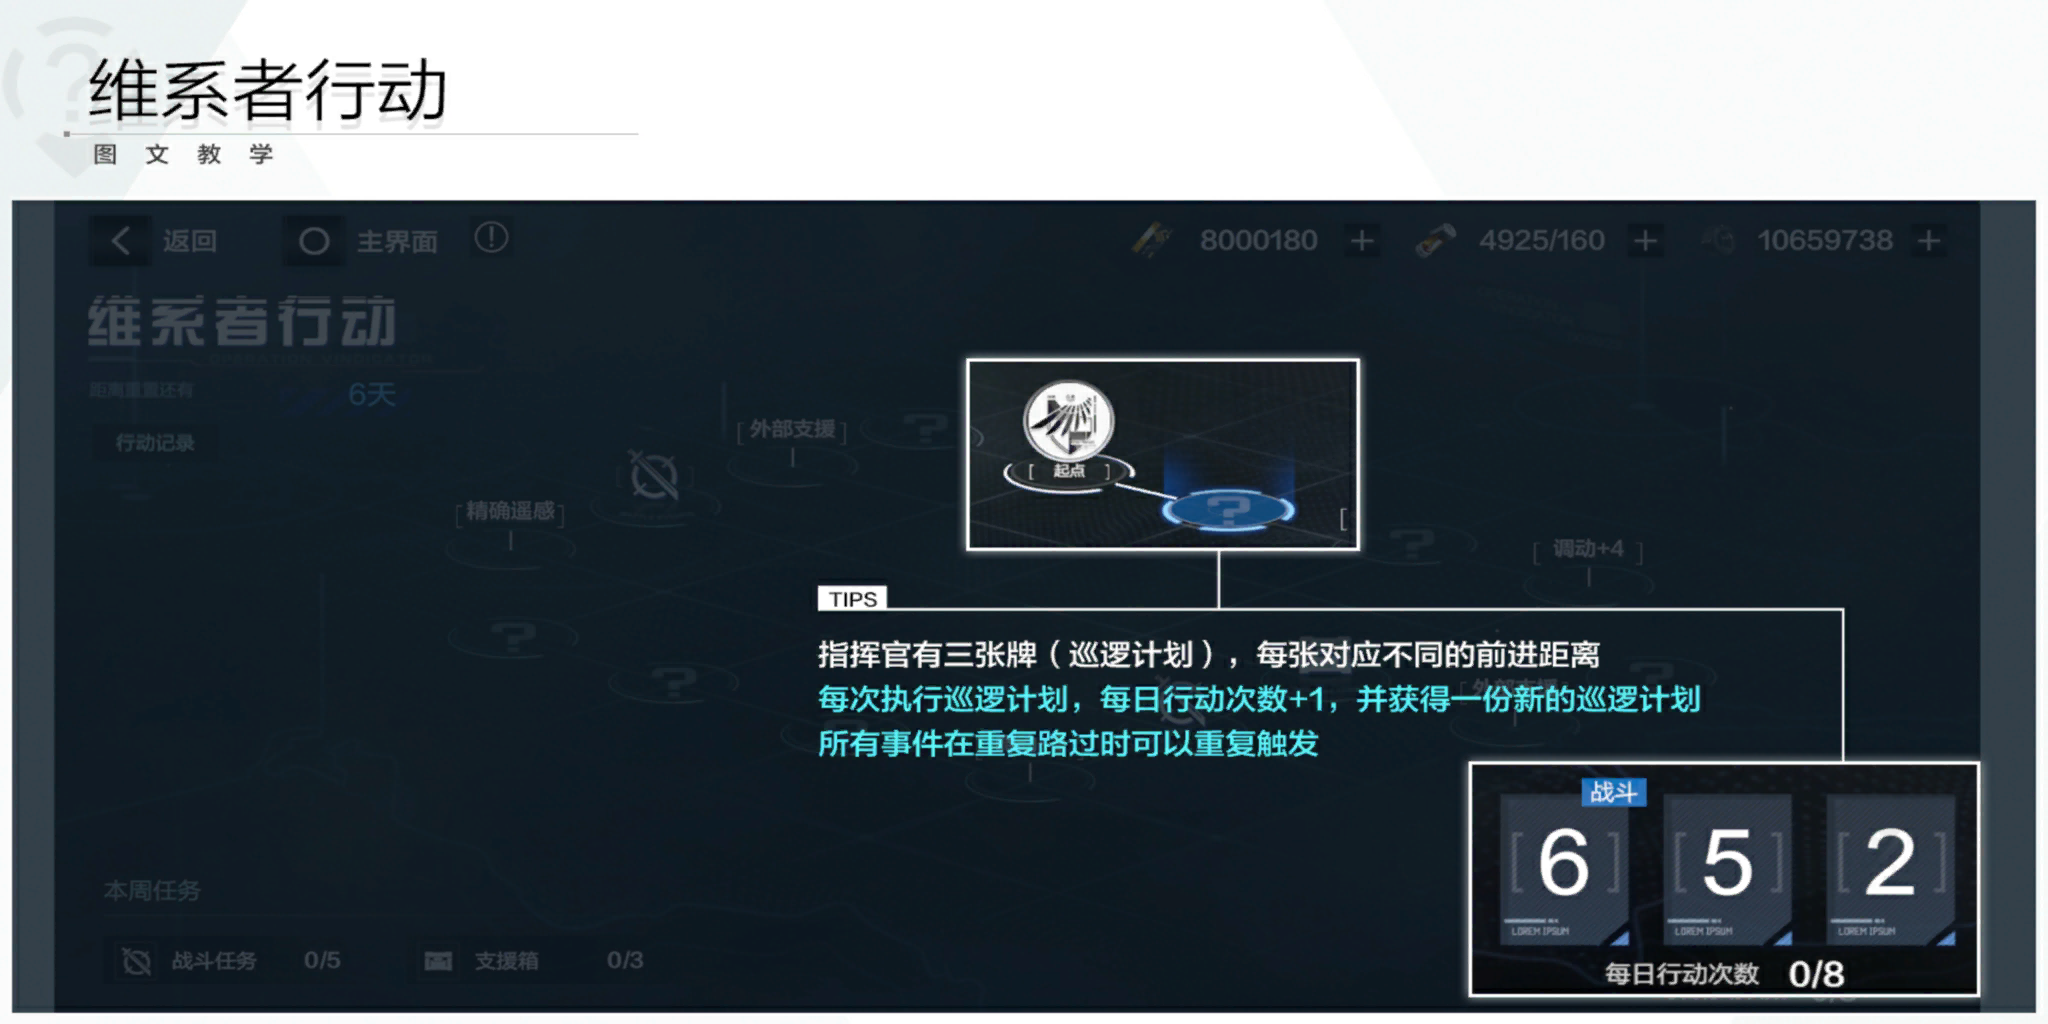 维系者行动
图文教学
返回
主界面
8000180
4925/160
10659738
维系者行动
OPERATION VINDICATOR
距离重置还有
6天
行动记录
[外部支援]
[精确遥感]
[起点]
[调动+4]
TIPS
指挥官有三张牌（巡逻计划），每张对应不同的前进距离
每次执行巡逻计划，每日行动次数+1，并获得一份新的巡逻计划
[外部支援]
所有事件在重复路过时可以重复触发
战斗
[6] [5] [2]
LOREM IPSUM LOREM IPSUM LOREM IPSUM
每日行动次数 0/8
本周任务
战斗任务 0/5
支援箱 0/3